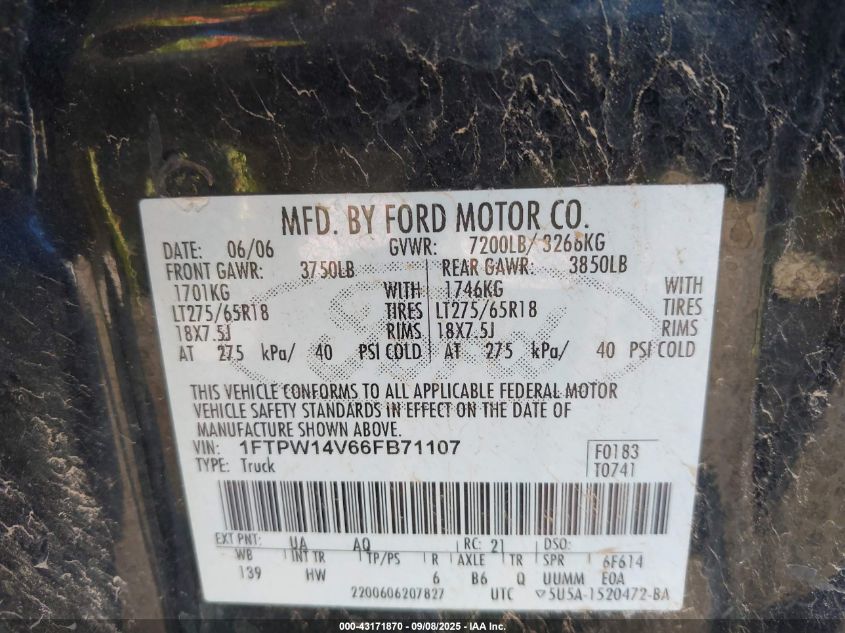 MFD. BY FORD MOTOR CO.
DATE: 06/06 GVWR: 7200LB/ 3266KG
FRONT GAWR: 3750LB REAR GAWR: 3850LB
1701KG WITH 1746KG WITH
LT275/65R18 TIRES LT275/65R18 TIRES
18X7.5J RIMS 18X7.5J RIMS
AT 275 kPa/ 40 PSI COLD AT 275 kPa/ 40 PSI COLD
THIS VEHICLE CONFORMS TO ALL APPLICABLE FEDERAL MOTOR
VEHICLE SAFETY STANDARDS IN EFFECT ON THE DATE OF
MANUFACTURE SHOWN ABOVE.
VIN: 1FTPW14V66FB71107 F0183
TYPE: Truck T0741
EXT PNT: UA AQ RC: 21 DSO:
WB INT TR TP/PS R AXLE TR SPR 6F614
139 HW 6 B6 Q UUMM E0A
2200606207827 UTC 5U5A-1520472-BA
000-43171870 - 09/08/2025 - IAA, Inc.